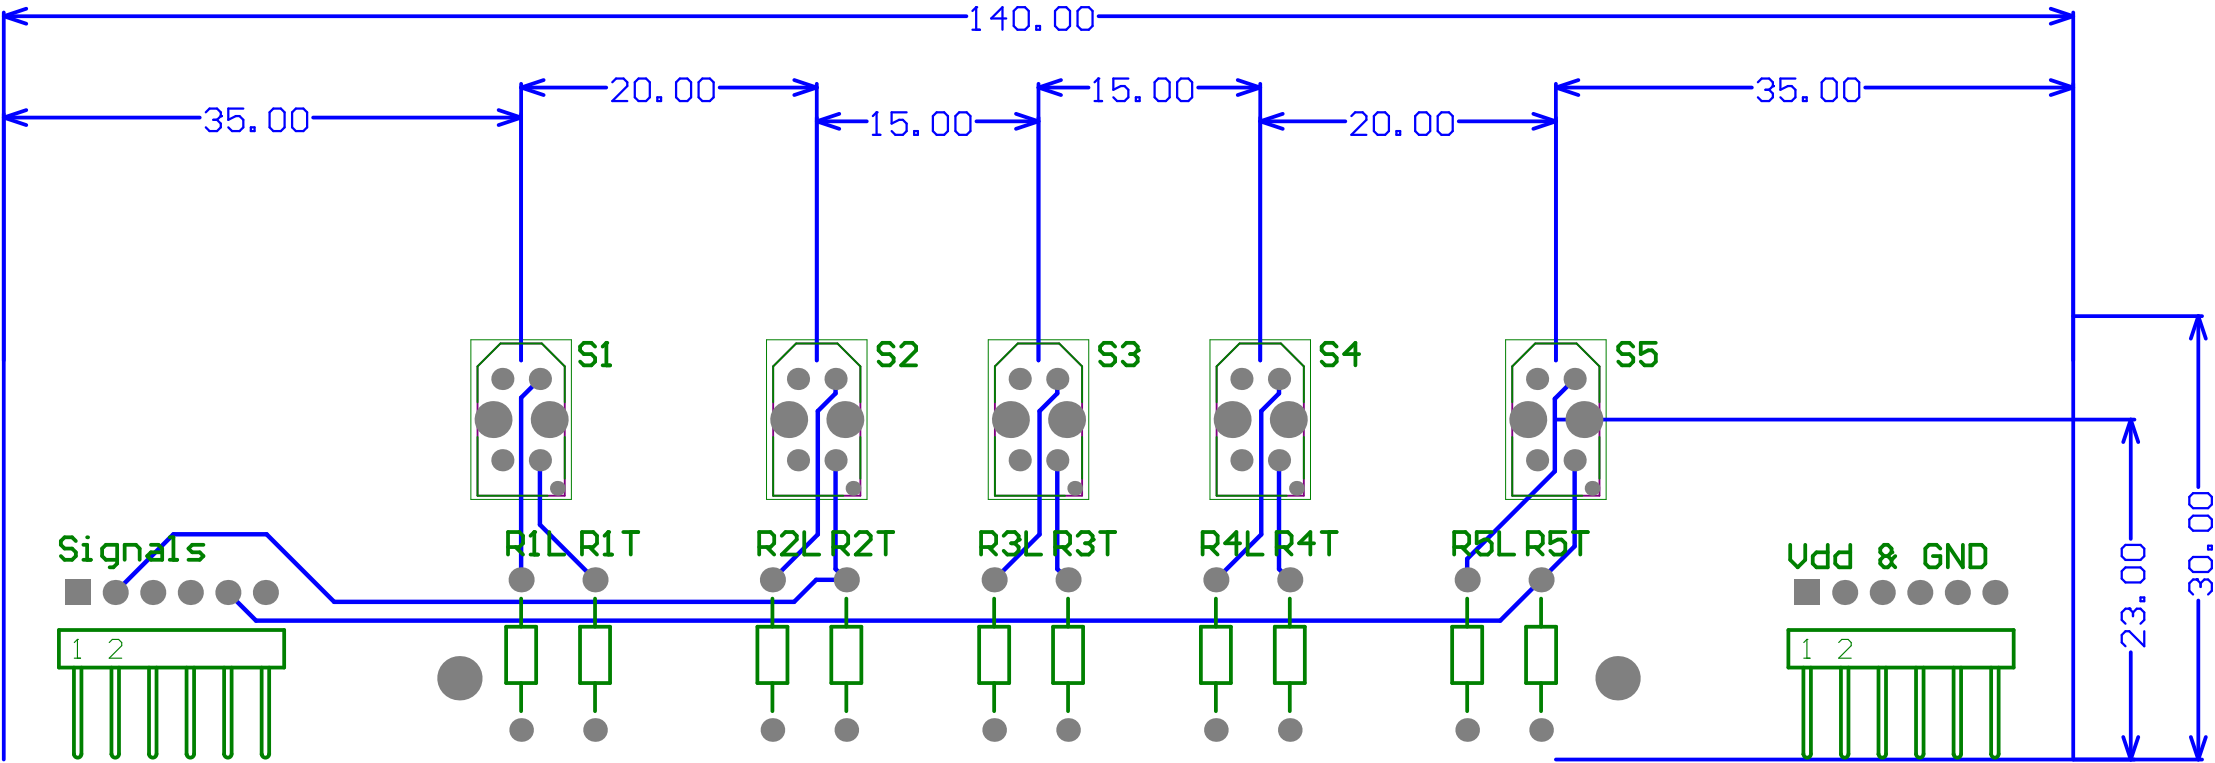 140.00
20.00
15.00
35.00
35.00
15.00
20.00
S1
S2
S3
S4
S5
30.00
23.00
Signals
R1L
R1T
R2L
R2T
R3L
R3T
R4L
R4T
R5L
R5T
Vdd & GND
1 2
1 2